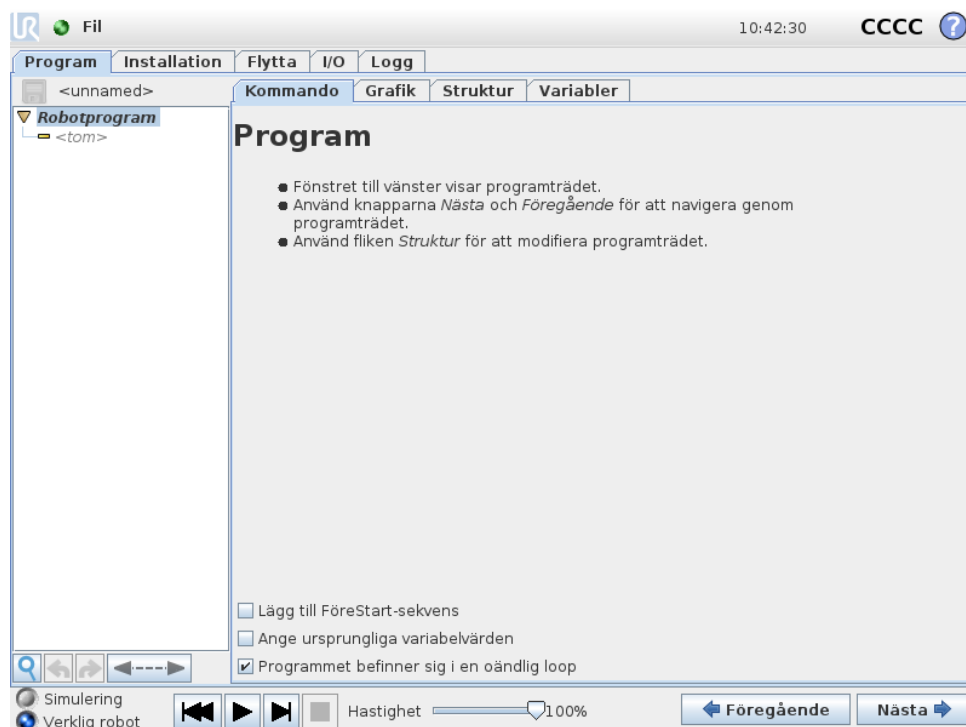 UR Fil 10:42:30 CCCC ?
Program Installation Flytta I/O Logg
<unnamed>
Kommando Grafik Struktur Variabler
Robotprogram
<tom>
Program
Fönstret till vänster visar programträdet.
Använd knapparna Nästa och Föregående för att navigera genom
programträdet.
Använd fliken Struktur för att modifiera programträdet.
Lägg till FöreStart-sekvens
Ange ursprungliga variabelvärden
Programmet befinner sig i en oändlig loop
Simulering
Verklig robot
Hastighet 100%
Föregående Nästa